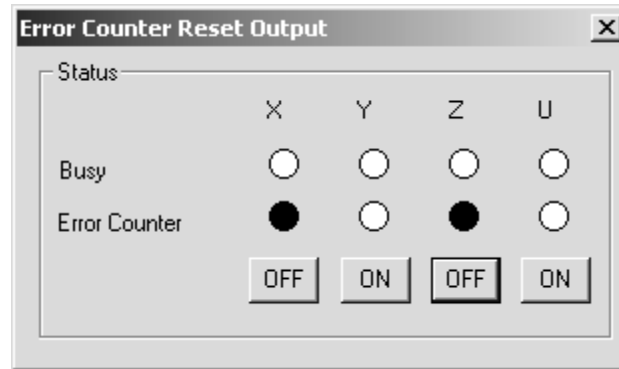 Error Counter Reset Output
Status
X Y Z U
Busy
Error Counter
OFF ON OFF ON